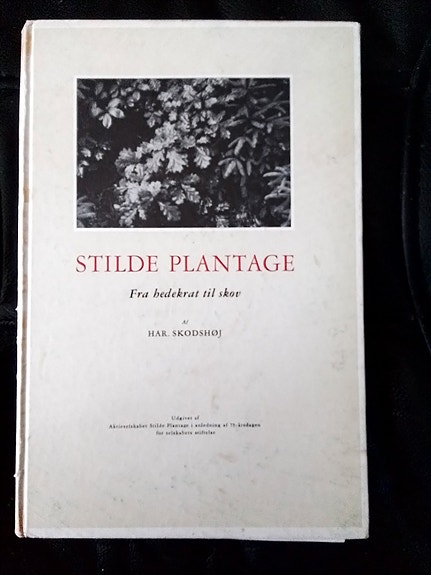 STILDE PLANTAGE
Fra hedekrat til skov
Af
HAR. SKODSHØJ
Udgivet af
Aktieselskabet Stilde Plantage i anledning af 75-årsdagen
for selskabets stiftelse